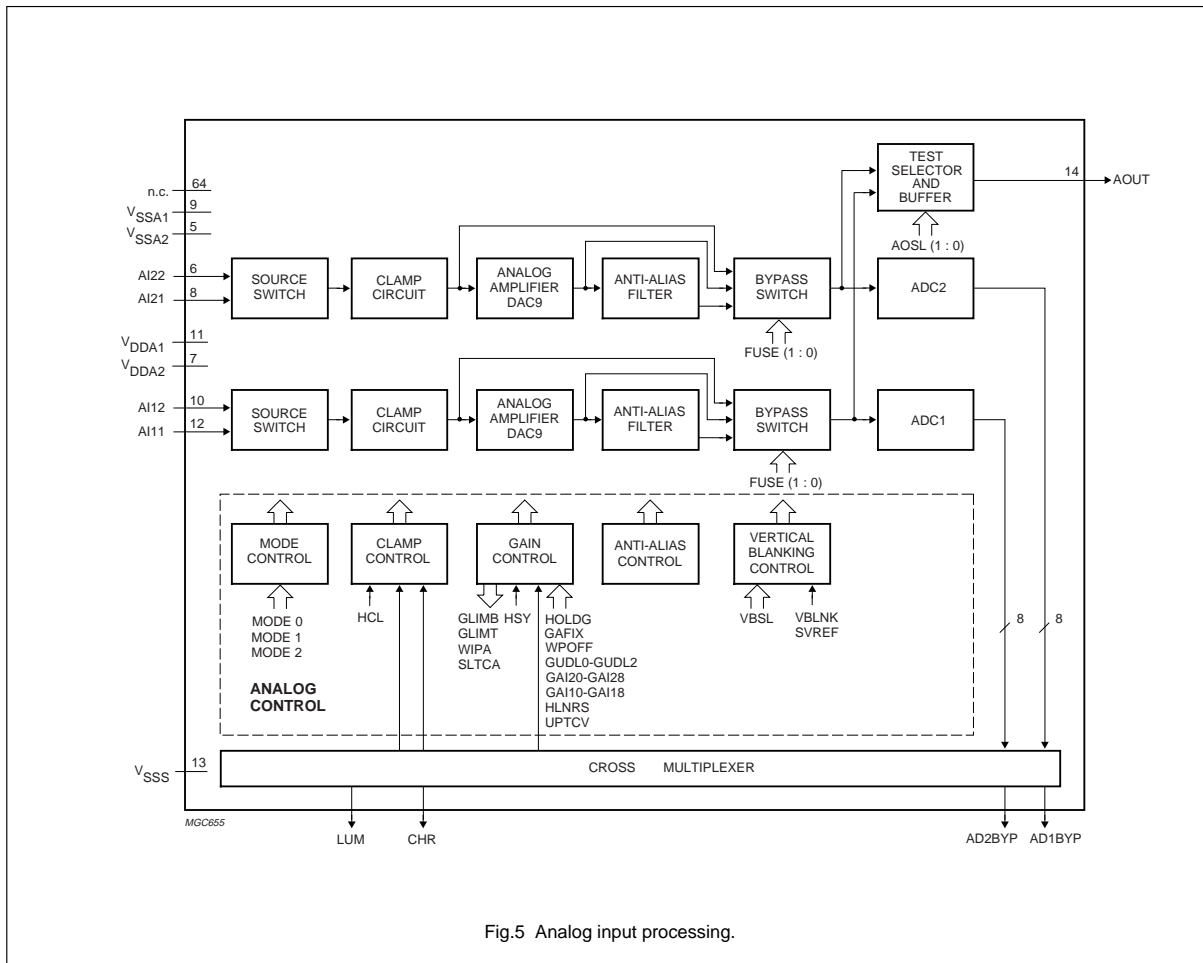 TEST
SELECTOR
AND
BUFFER
14
AOUT
AOSL (1 : 0)
n.c.
64
VSSA1
9
VSSA2
5
AI22
6
AI21
8
SOURCE
SWITCH
CLAMP
CIRCUIT
ANALOG
AMPLIFIER
DAC9
ANTI-ALIAS
FILTER
BYPASS
SWITCH
ADC2
FUSE (1 : 0)
VDDA1
11
VDDA2
7
AI12
10
AI11
12
SOURCE
SWITCH
CLAMP
CIRCUIT
ANALOG
AMPLIFIER
DAC9
ANTI-ALIAS
FILTER
BYPASS
SWITCH
ADC1
FUSE (1 : 0)
MODE
CONTROL
CLAMP
CONTROL
GAIN
CONTROL
ANTI-ALIAS
CONTROL
VERTICAL
BLANKING
CONTROL
MODE 0
MODE 1
MODE 2
HCL
GLIMB
GLIMT
WIPA
SLTCA
HSY
HOLDG
GAFIX
WPOFF
GUDL0-GUDL2
GAI20-GAI28
GAI10-GAI18
HLNRS
UPTCV
VBSL
VBLNK
SVREF
8
8
ANALOG
CONTROL
VSSS
13
CROSS MULTIPLEXER
MGC655
LUM
CHR
AD2BYP
AD1BYP
Fig.5 Analog input processing.